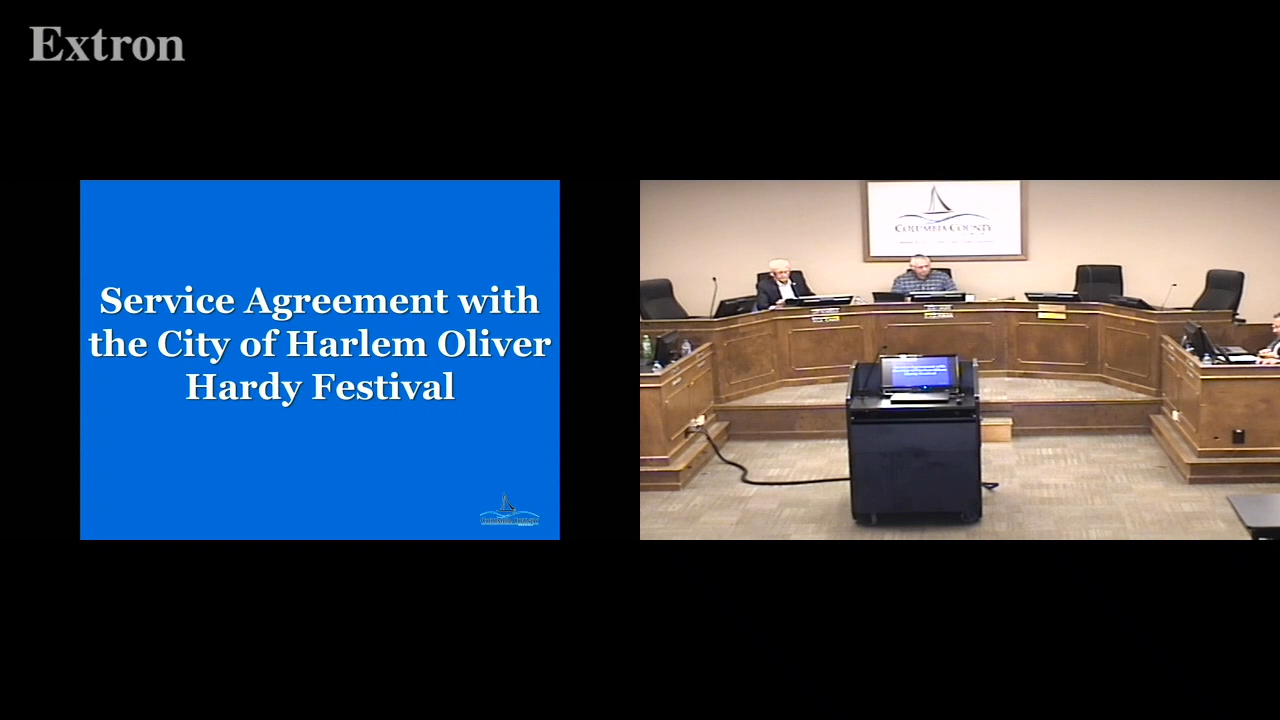 Extron
Service Agreement with
the City of Harlem Oliver
Hardy Festival
COLUMBIA COUNTY